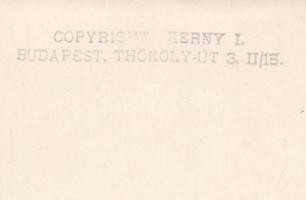 COPYRIGHT KERNY I.
BUDAPEST. THÖKÖLY-ÚT 3. II/15.